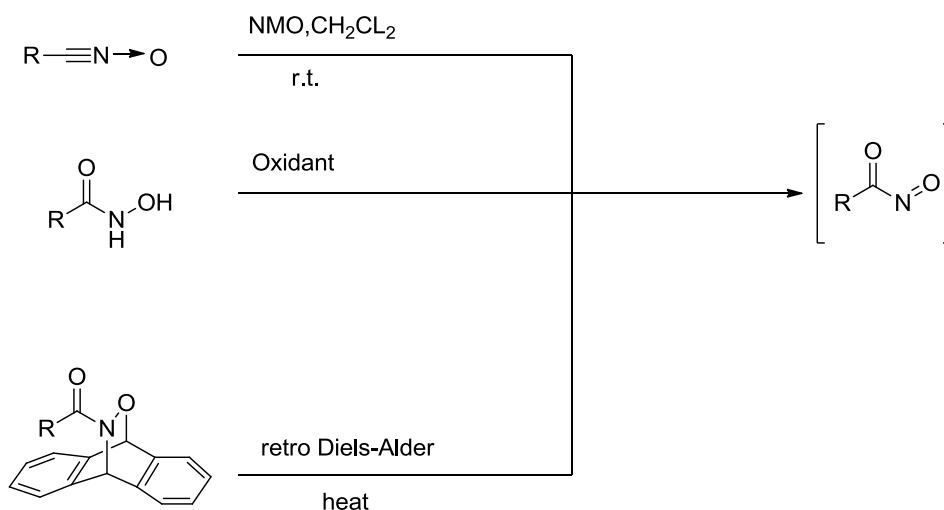 NMO,CH2CL2
R N O
r.t.
O
Oxidant
R N OH
H
O
R N O
O
R N O
retro Diels-Alder
heat